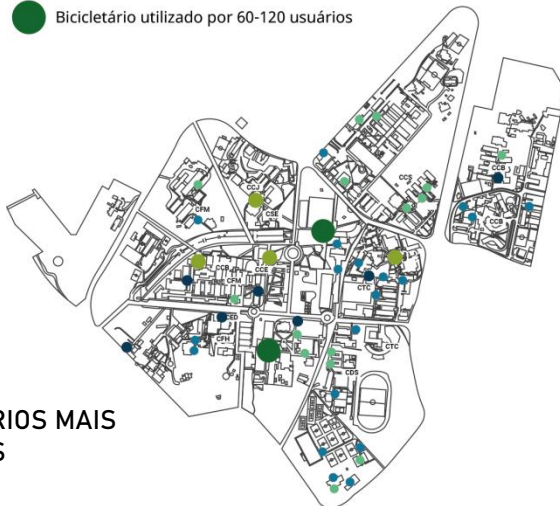 Bicicletário utilizado por 60-120 usuários
CCB
CCJ
CCS
CFM
CSE
CCB
CCB
CCE
CTC
CFM
CED
CFH
CTC
CDS
RIOS MAIS
S